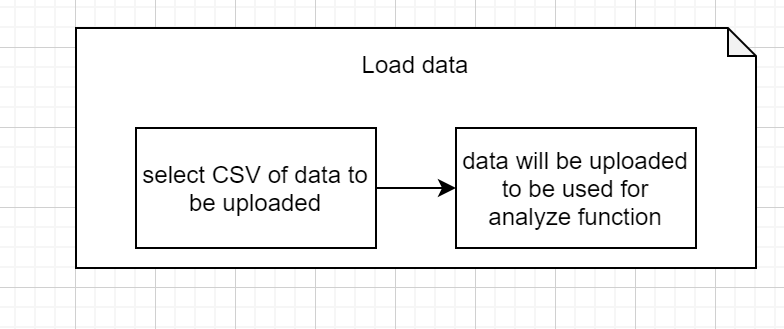 Load data
select CSV of data to
be uploaded
data will be uploaded
to be used for
analyze function